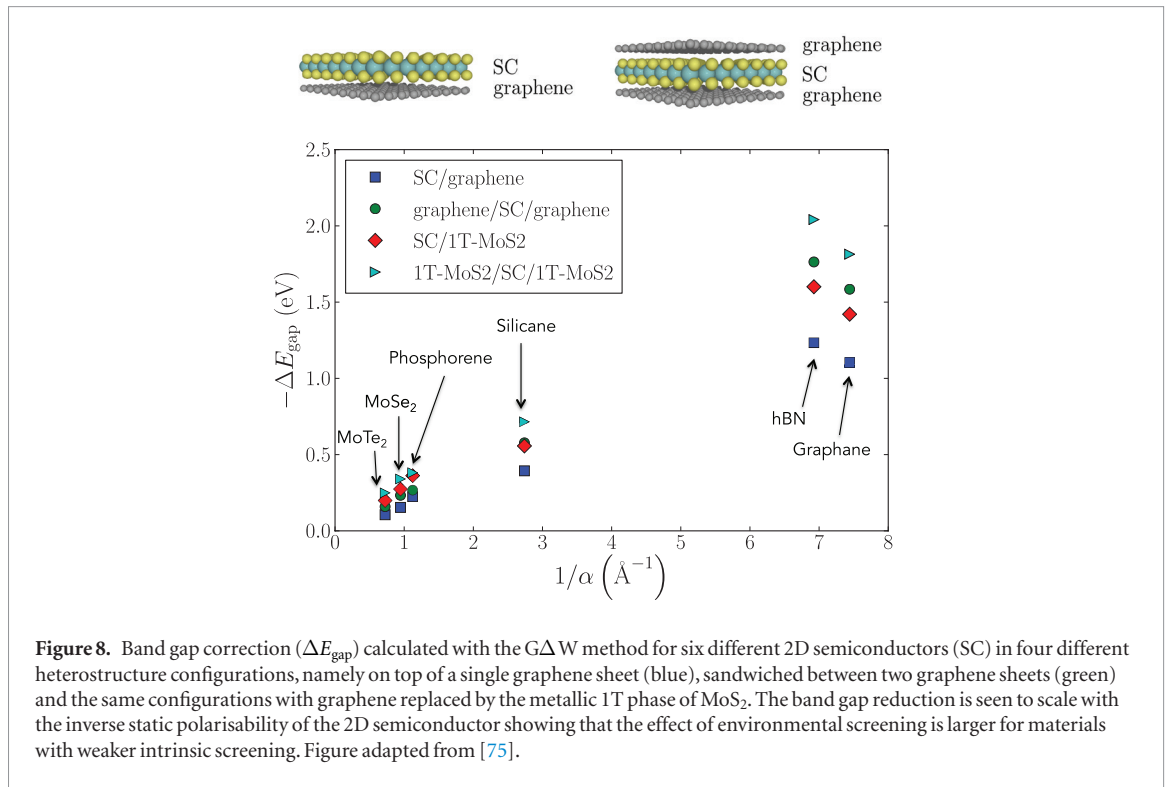 SC
graphene
graphene
SC
graphene
2.5
2.0
1.5
1.0
0.5
0.0
−ΔE_gap (eV)
SC/graphene
graphene/SC/graphene
SC/1T-MoS2
1T-MoS2/SC/1T-MoS2
Silicane
Phosphorene
MoSe₂
MoTe₂
hBN
Graphane
0 1 2 3 4 5 6 7 8
1/α (Å⁻¹)
Figure 8. Band gap correction (ΔE_gap) calculated with the GΔW method for six different 2D semiconductors (SC) in four different
heterostructure configurations, namely on top of a single graphene sheet (blue), sandwiched between two graphene sheets (green)
and the same configurations with graphene replaced by the metallic 1T phase of MoS₂. The band gap reduction is seen to scale with
the inverse static polarisability of the 2D semiconductor showing that the effect of environmental screening is larger for materials
with weaker intrinsic screening. Figure adapted from [75].